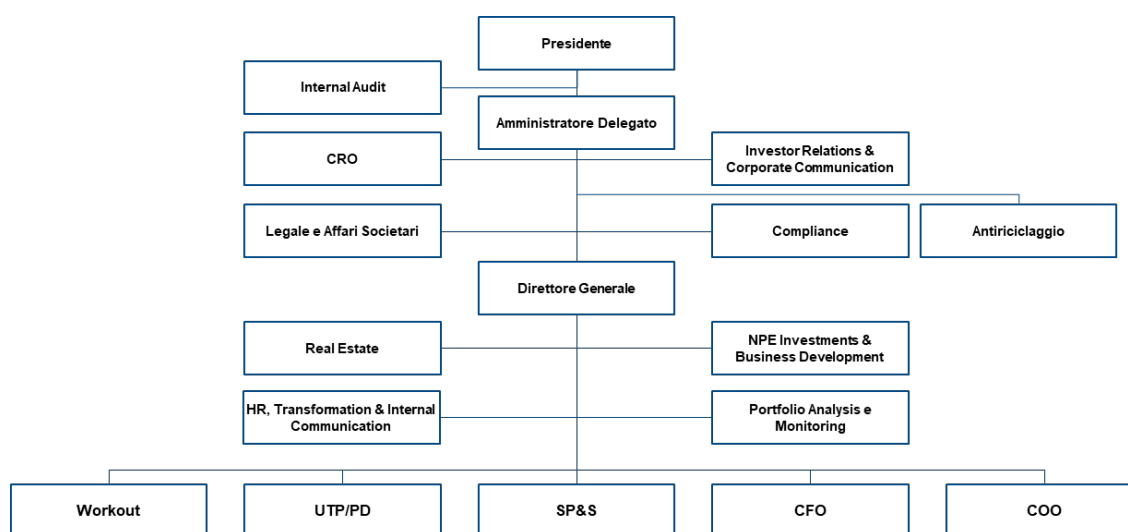 Presidente
Internal Audit
Amministratore Delegato
CRO
Investor Relations &
Corporate Communication
Legale e Affari Societari
Compliance
Antiriciclaggio
Direttore Generale
Real Estate
NPE Investments &
Business Development
HR, Transformation & Internal
Communication
Portfolio Analysis e
Monitoring
Workout
UTP/PD
SP&S
CFO
COO